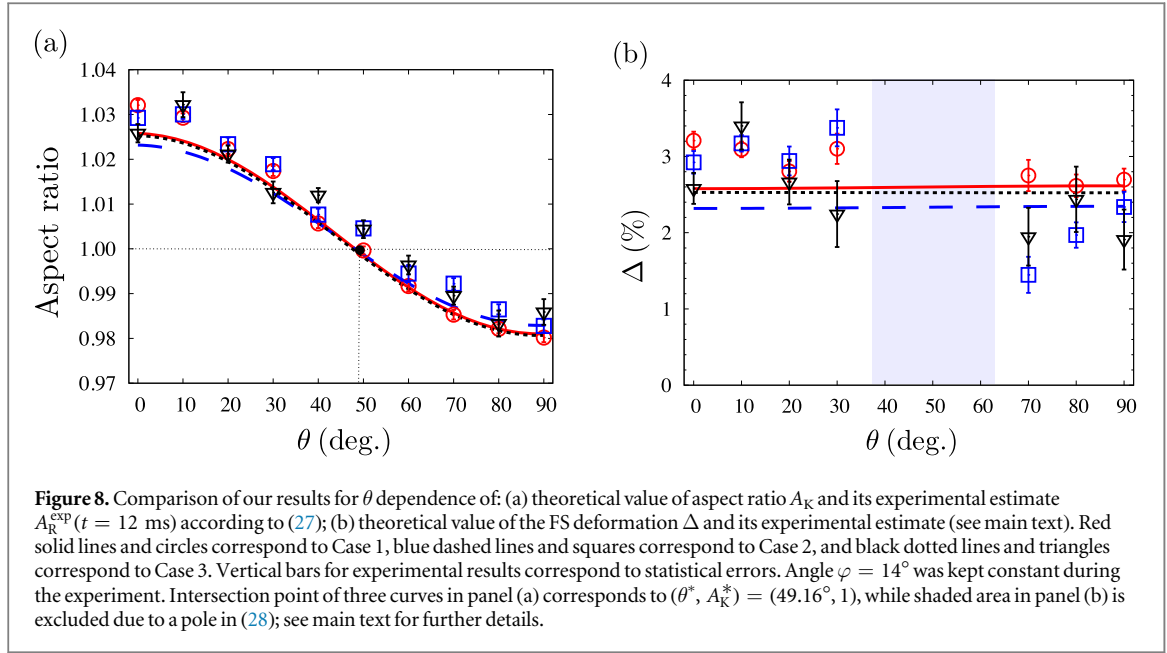 (a)
1.04
1.03
1.02
1.01
1.00
0.99
0.98
0.97
Aspect ratio
0 10 20 30 40 50 60 70 80 90
θ (deg.)
(b)
4
3
2
1
0
Δ (%)
0 10 20 30 40 50 60 70 80 90
θ (deg.)
Figure 8. Comparison of our results for θ dependence of: (a) theoretical value of aspect ratio A_K and its experimental estimate
A_R^exp(t = 12 ms) according to (27); (b) theoretical value of the FS deformation Δ and its experimental estimate (see main text). Red
solid lines and circles correspond to Case 1, blue dashed lines and squares correspond to Case 2, and black dotted lines and triangles
correspond to Case 3. Vertical bars for experimental results correspond to statistical errors. Angle φ = 14° was kept constant during
the experiment. Intersection point of three curves in panel (a) corresponds to (θ*, A_K^*) = (49.16°, 1), while shaded area in panel (b) is
excluded due to a pole in (28); see main text for further details.